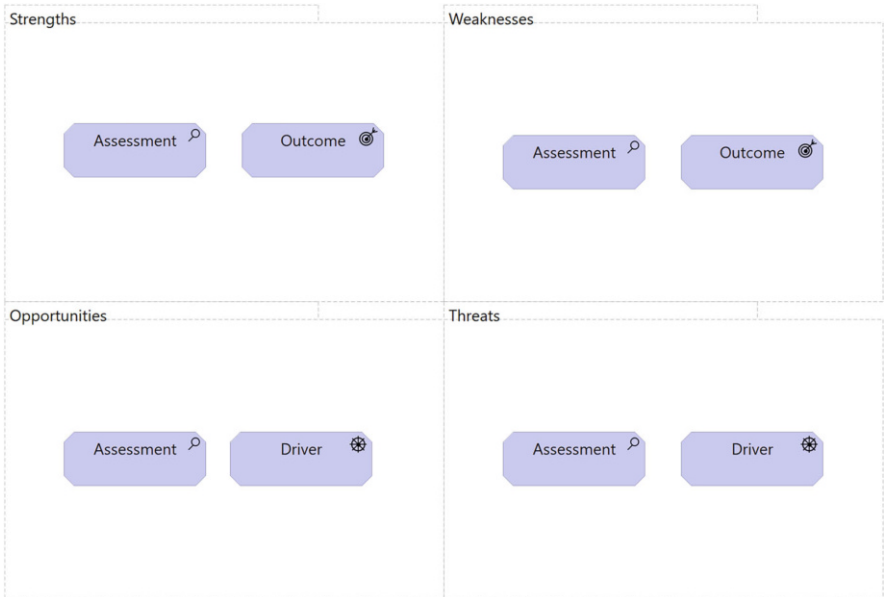 Strengths
Weaknesses
Assessment
Outcome
Assessment
Outcome
Opportunities
Threats
Assessment
Driver
Assessment
Driver